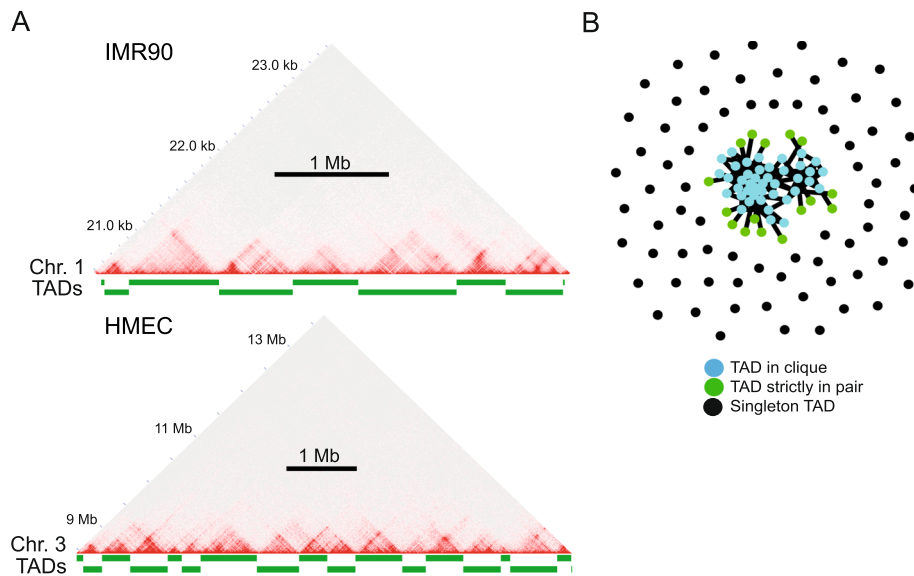 A
IMR90
23.0 kb
22.0 kb
1 Mb
21.0 kb
Chr. 1
TADs
HMEC
13 Mb
11 Mb
1 Mb
9 Mb
Chr. 3
TADs
B
TAD in clique
TAD strictly in pair
Singleton TAD